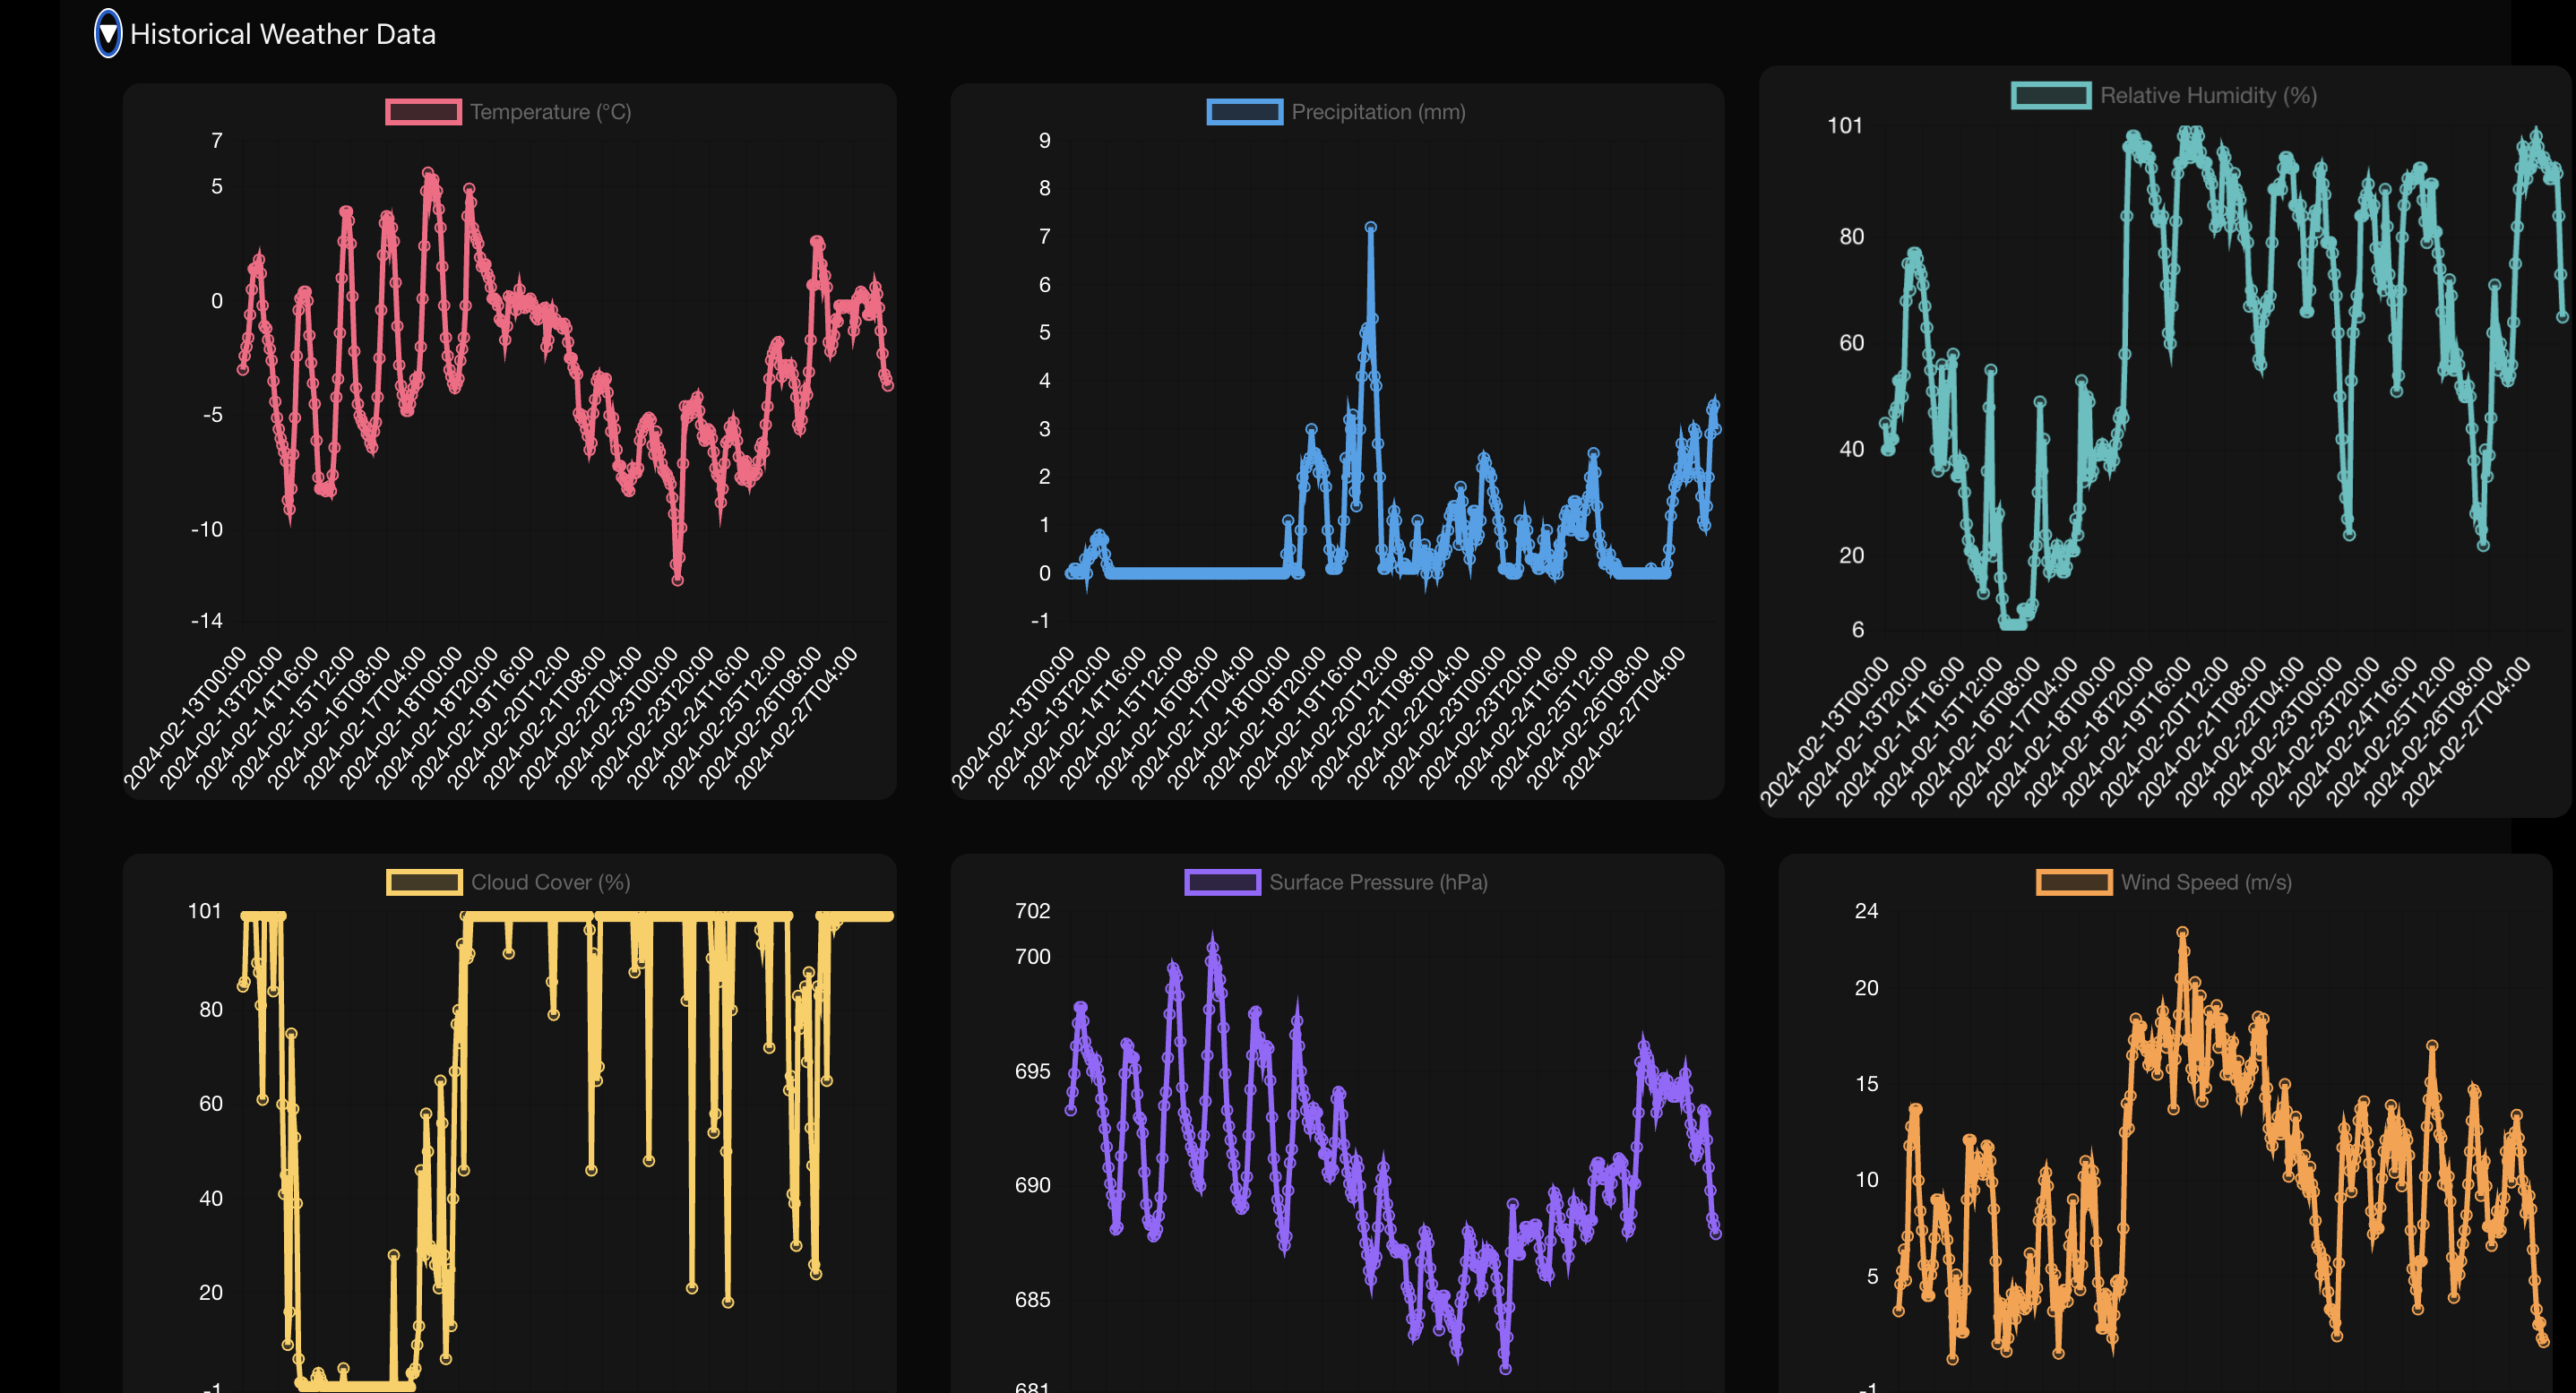 Historical Weather Data
Temperature (°C)
7
5
0
-5
-10
-14
2024-02-13T00:00
2024-02-13T20:00
2024-02-14T16:00
2024-02-15T12:00
2024-02-16T08:00
2024-02-17T04:00
2024-02-18T00:00
2024-02-18T20:00
2024-02-19T16:00
2024-02-20T12:00
2024-02-21T08:00
2024-02-22T04:00
2024-02-23T00:00
2024-02-23T20:00
2024-02-24T16:00
2024-02-25T12:00
2024-02-26T08:00
2024-02-27T04:00
Precipitation (mm)
9
8
7
6
5
4
3
2
1
0
-1
2024-02-13T00:00
2024-02-13T20:00
2024-02-14T16:00
2024-02-15T12:00
2024-02-16T08:00
2024-02-17T04:00
2024-02-18T00:00
2024-02-18T20:00
2024-02-19T16:00
2024-02-20T12:00
2024-02-21T08:00
2024-02-22T04:00
2024-02-23T00:00
2024-02-23T20:00
2024-02-24T16:00
2024-02-25T12:00
2024-02-26T08:00
2024-02-27T04:00
Relative Humidity (%)
101
80
60
40
20
6
2024-02-13T00:00
2024-02-13T20:00
2024-02-14T16:00
2024-02-15T12:00
2024-02-16T08:00
2024-02-17T04:00
2024-02-18T00:00
2024-02-18T20:00
2024-02-19T16:00
2024-02-20T12:00
2024-02-21T08:00
2024-02-22T04:00
2024-02-23T00:00
2024-02-23T20:00
2024-02-24T16:00
2024-02-25T12:00
2024-02-26T08:00
2024-02-27T04:00
Cloud Cover (%)
101
80
60
40
20
-1
Surface Pressure (hPa)
702
700
695
690
685
681
Wind Speed (m/s)
24
20
15
10
5
-1